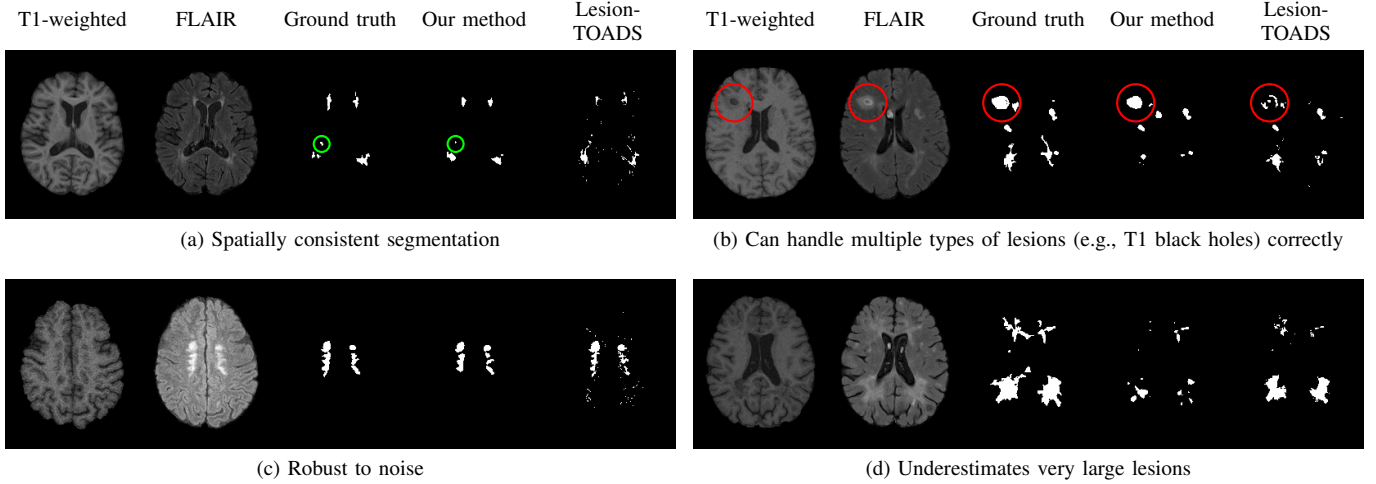 T1-weighted FLAIR Ground truth Our method Lesion-
TOADS
T1-weighted FLAIR Ground truth Our method Lesion-
TOADS
(a) Spatially consistent segmentation
(b) Can handle multiple types of lesions (e.g., T1 black holes) correctly
(c) Robust to noise
(d) Underestimates very large lesions